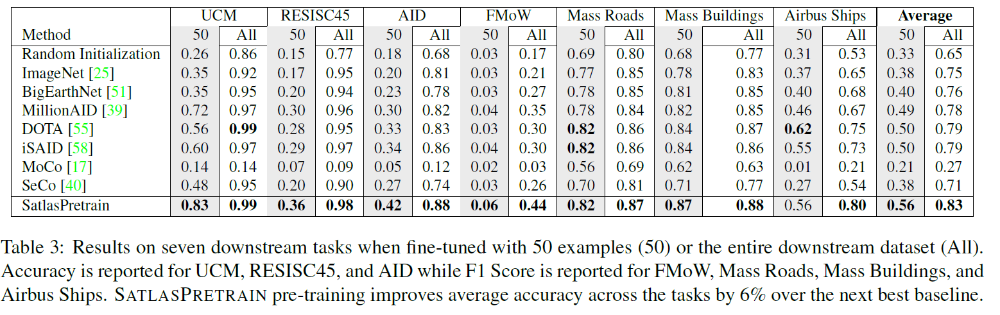 UCM RESISC45 AID FMoW Mass Roads Mass Buildings Airbus Ships Average
Method 50 All 50 All 50 All 50 All 50 All 50 All 50 All 50 All
Random Initialization 0.26 0.86 0.15 0.77 0.18 0.68 0.03 0.17 0.69 0.80 0.68 0.77 0.31 0.53 0.33 0.65
ImageNet [25] 0.35 0.92 0.17 0.95 0.20 0.81 0.03 0.21 0.77 0.85 0.78 0.83 0.37 0.65 0.38 0.75
BigEarthNet [51] 0.35 0.95 0.20 0.94 0.23 0.78 0.03 0.27 0.78 0.85 0.81 0.85 0.40 0.68 0.40 0.76
MillionAID [39] 0.72 0.97 0.30 0.96 0.30 0.82 0.04 0.35 0.78 0.84 0.82 0.85 0.46 0.67 0.49 0.78
DOTA [55] 0.56 0.99 0.28 0.95 0.33 0.83 0.03 0.30 0.82 0.86 0.84 0.87 0.62 0.75 0.50 0.79
iSAID [58] 0.60 0.97 0.29 0.97 0.34 0.86 0.04 0.30 0.82 0.86 0.84 0.86 0.55 0.73 0.50 0.79
MoCo [17] 0.14 0.14 0.07 0.09 0.05 0.12 0.02 0.03 0.56 0.69 0.62 0.63 0.01 0.21 0.21 0.27
SeCo [40] 0.48 0.95 0.20 0.90 0.27 0.74 0.03 0.26 0.70 0.81 0.71 0.77 0.27 0.54 0.38 0.71
SatlasPretrain 0.83 0.99 0.36 0.98 0.42 0.88 0.06 0.44 0.82 0.87 0.87 0.88 0.56 0.80 0.56 0.83
Table 3: Results on seven downstream tasks when fine-tuned with 50 examples (50) or the entire downstream dataset (All).
Accuracy is reported for UCM, RESISC45, and AID while F1 Score is reported for FMoW, Mass Roads, Mass Buildings, and
Airbus Ships. SATLASPRETRAIN pre-training improves average accuracy across the tasks by 6% over the next best baseline.